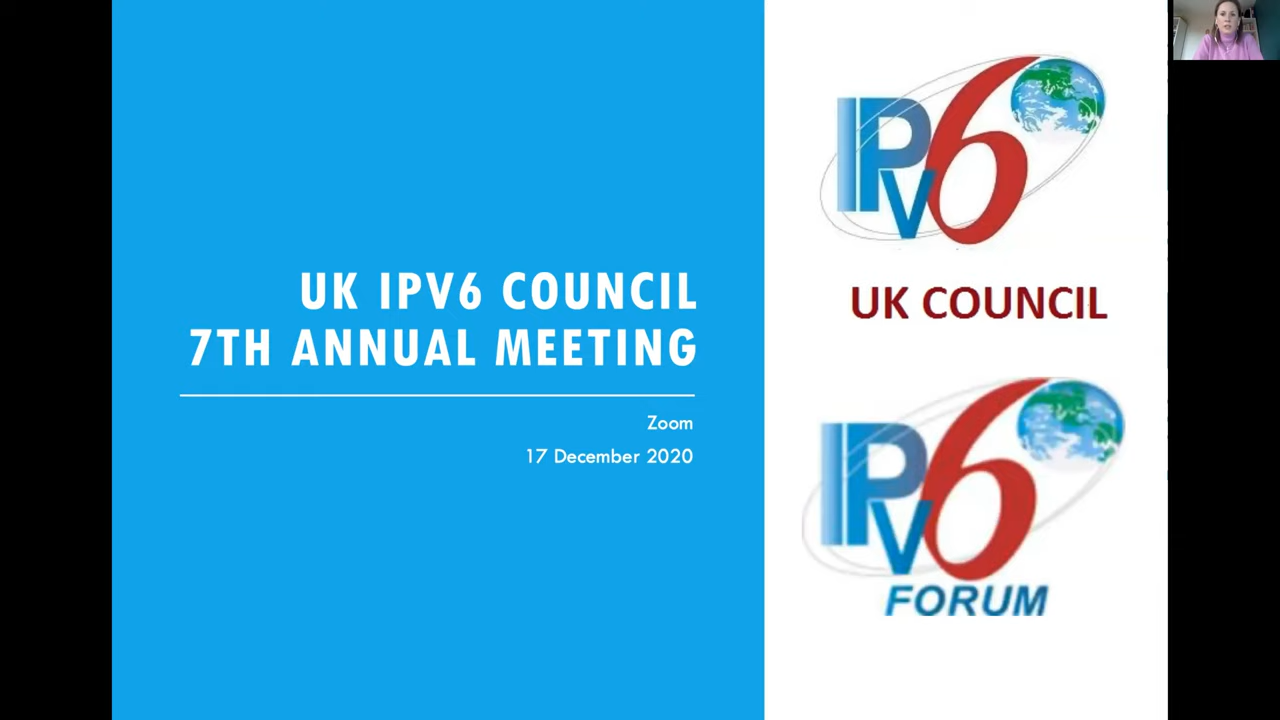 UK IPV6 COUNCIL
7TH ANNUAL MEETING
Zoom
17 December 2020
IPv6
UK COUNCIL
IPv6
FORUM